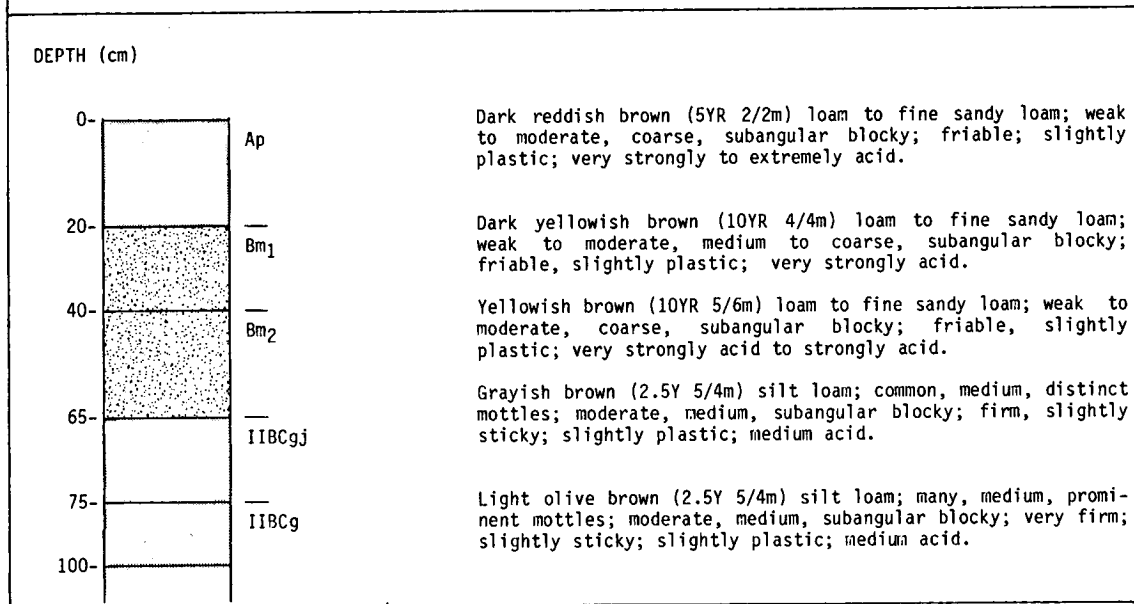 DEPTH (cm)
0-
Ap
Dark reddish brown (5YR 2/2m) loam to fine sandy loam; weak
to moderate, coarse, subangular blocky; friable; slightly
plastic; very strongly to extremely acid.
20-
Bm1
Dark yellowish brown (10YR 4/4m) loam to fine sandy loam;
weak to moderate, medium to coarse, subangular blocky;
friable, slightly plastic; very strongly acid.
40-
Bm2
Yellowish brown (10YR 5/6m) loam to fine sandy loam; weak to
moderate, coarse, subangular blocky; friable, slightly
plastic; very strongly acid to strongly acid.
65-
IIBCgj
Grayish brown (2.5Y 5/4m) silt loam; common, medium, distinct
mottles; moderate, medium, subangular blocky; firm, slightly
sticky; slightly plastic; medium acid.
75-
IIBCg
Light olive brown (2.5Y 5/4m) silt loam; many, medium, promi-
nent mottles; moderate, medium, subangular blocky; very firm;
slightly sticky; slightly plastic; medium acid.
100-